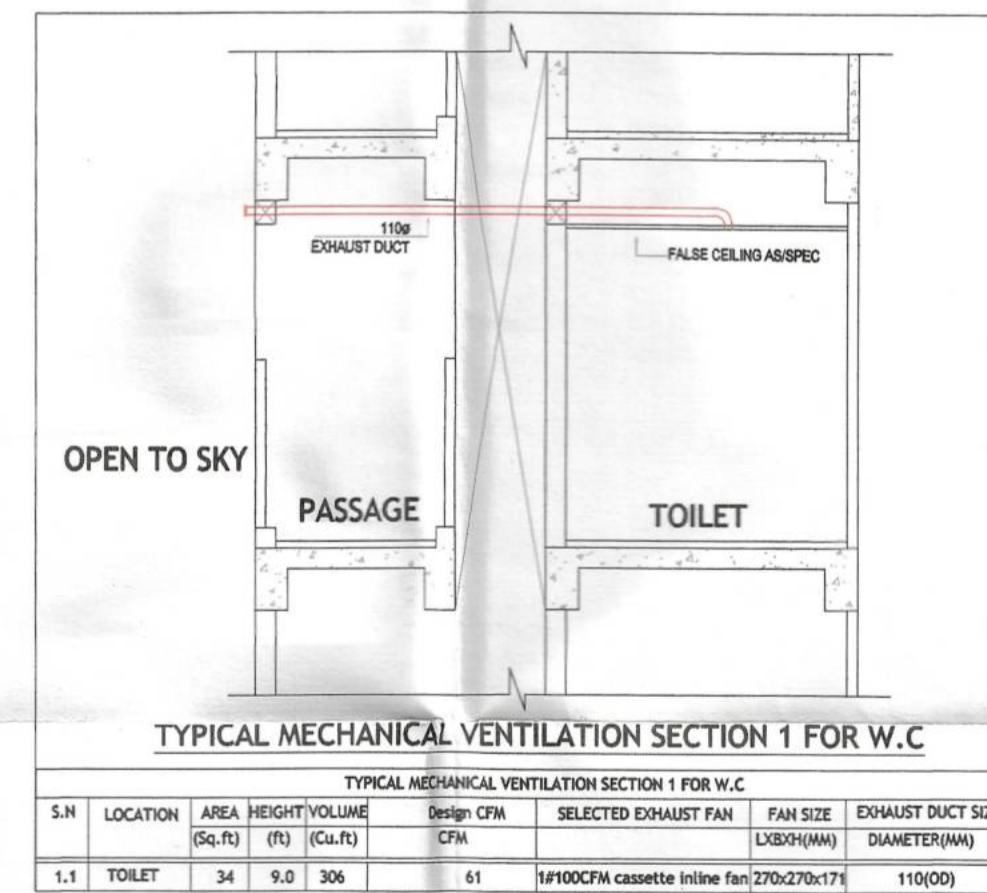 110ø
EXHAUST DUCT
FALSE CEILING AS/SPEC
OPEN TO SKY
PASSAGE
TOILET
TYPICAL MECHANICAL VENTILATION SECTION 1 FOR W.C
TYPICAL MECHANICAL VENTILATION SECTION 1 FOR W.C
S.N LOCATION AREA HEIGHT VOLUME Design CFM SELECTED EXHAUST FAN FAN SIZE EXHAUST DUCT SIZ
(Sq.ft) (ft) (Cu.ft) CFM LXBXH(MM) DIAMETER(MM)
1.1 TOILET 34 9.0 306 61 1#100CFM cassette inline fan 270x270x171 110(OD)